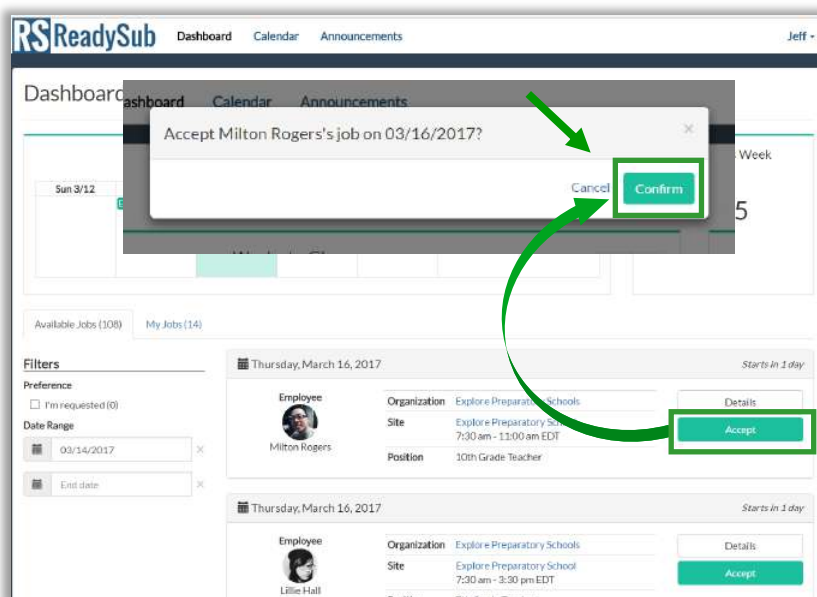 RS ReadySub Dashboard Calendar Announcements Jeff
Dashboard
ashboard Calendar Announcements
Accept Milton Rogers's job on 03/16/2017? ×
Week
Sun 3/12
Cancel Confirm
5
Available Jobs (108) My Jobs (14)
Filters
Preference
I'm requested (0)
Date Range
03/14/2017 ×
End date ×
Thursday, March 16, 2017 Starts in 1 day
Employee
Milton Rogers
Organization Explore Preparatory Schools
Site Explore Preparatory
7:30 am - 11:00 am EDT
Position 10th Grade Teacher
Details
Accept
Thursday, March 16, 2017 Starts in 1 day
Employee
Lillie Hall
Organization Explore Preparatory Schools
Site Explore Preparatory School
7:30 am - 3:30 pm EDT
Details
Accept